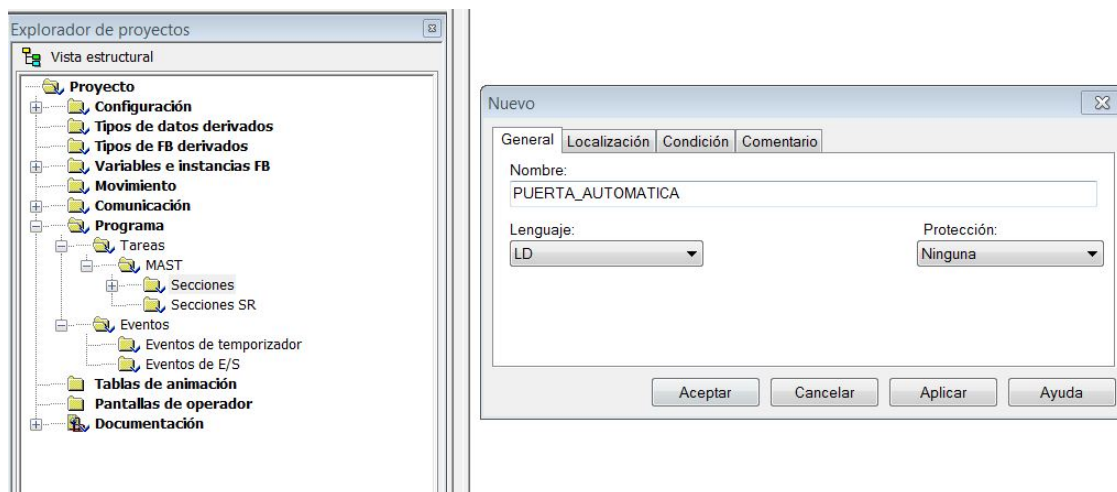 Explorador de proyectos
Vista estructural
Proyecto
Configuración
Tipos de datos derivados
Tipos de FB derivados
Variables e instancias FB
Movimiento
Comunicación
Programa
Tareas
MAST
Secciones
Secciones SR
Eventos
Eventos de temporizador
Eventos de E/S
Tablas de animación
Pantallas de operador
Documentación
Nuevo
General Localización Condición Comentario
Nombre:
PUERTA_AUTOMATICA
Lenguaje: Protección:
LD Ninguna
Aceptar Cancelar Aplicar Ayuda